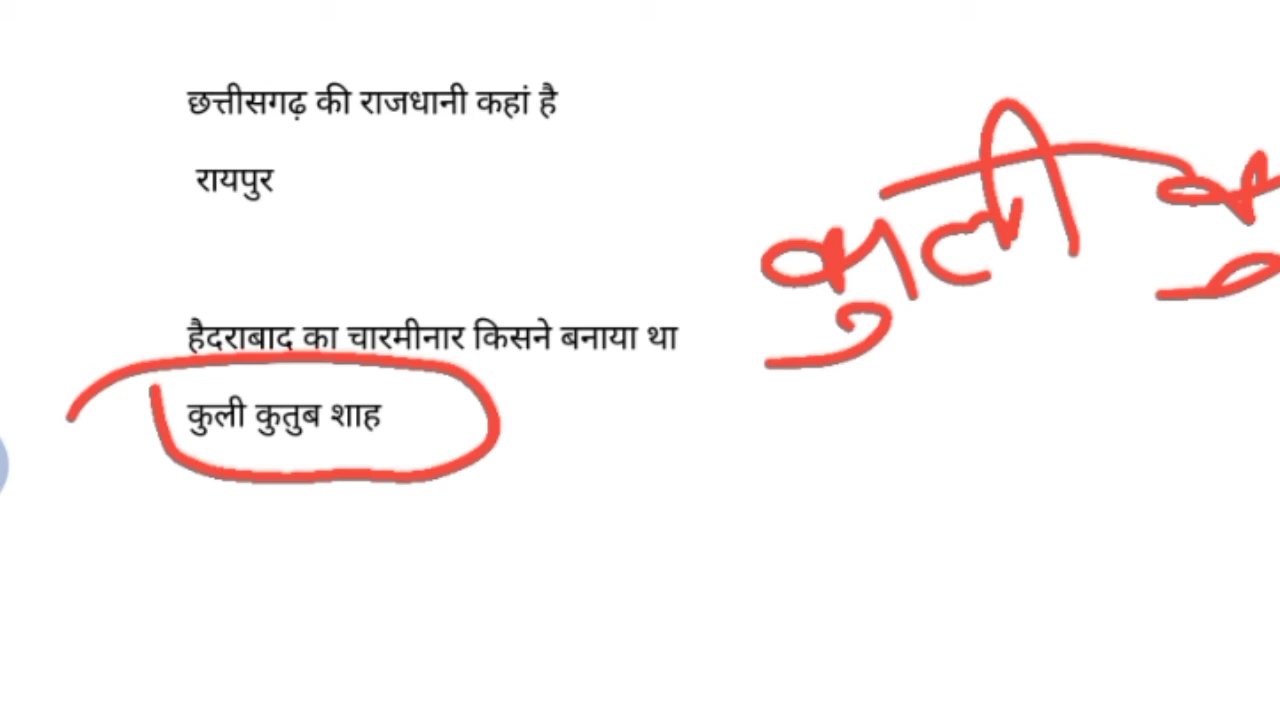 छत्तीसगढ़ की राजधानी कहां है
रायपुर
कुली
हैदराबाद का चारमीनार किसने बनाया था
कुली कुतुब शाह